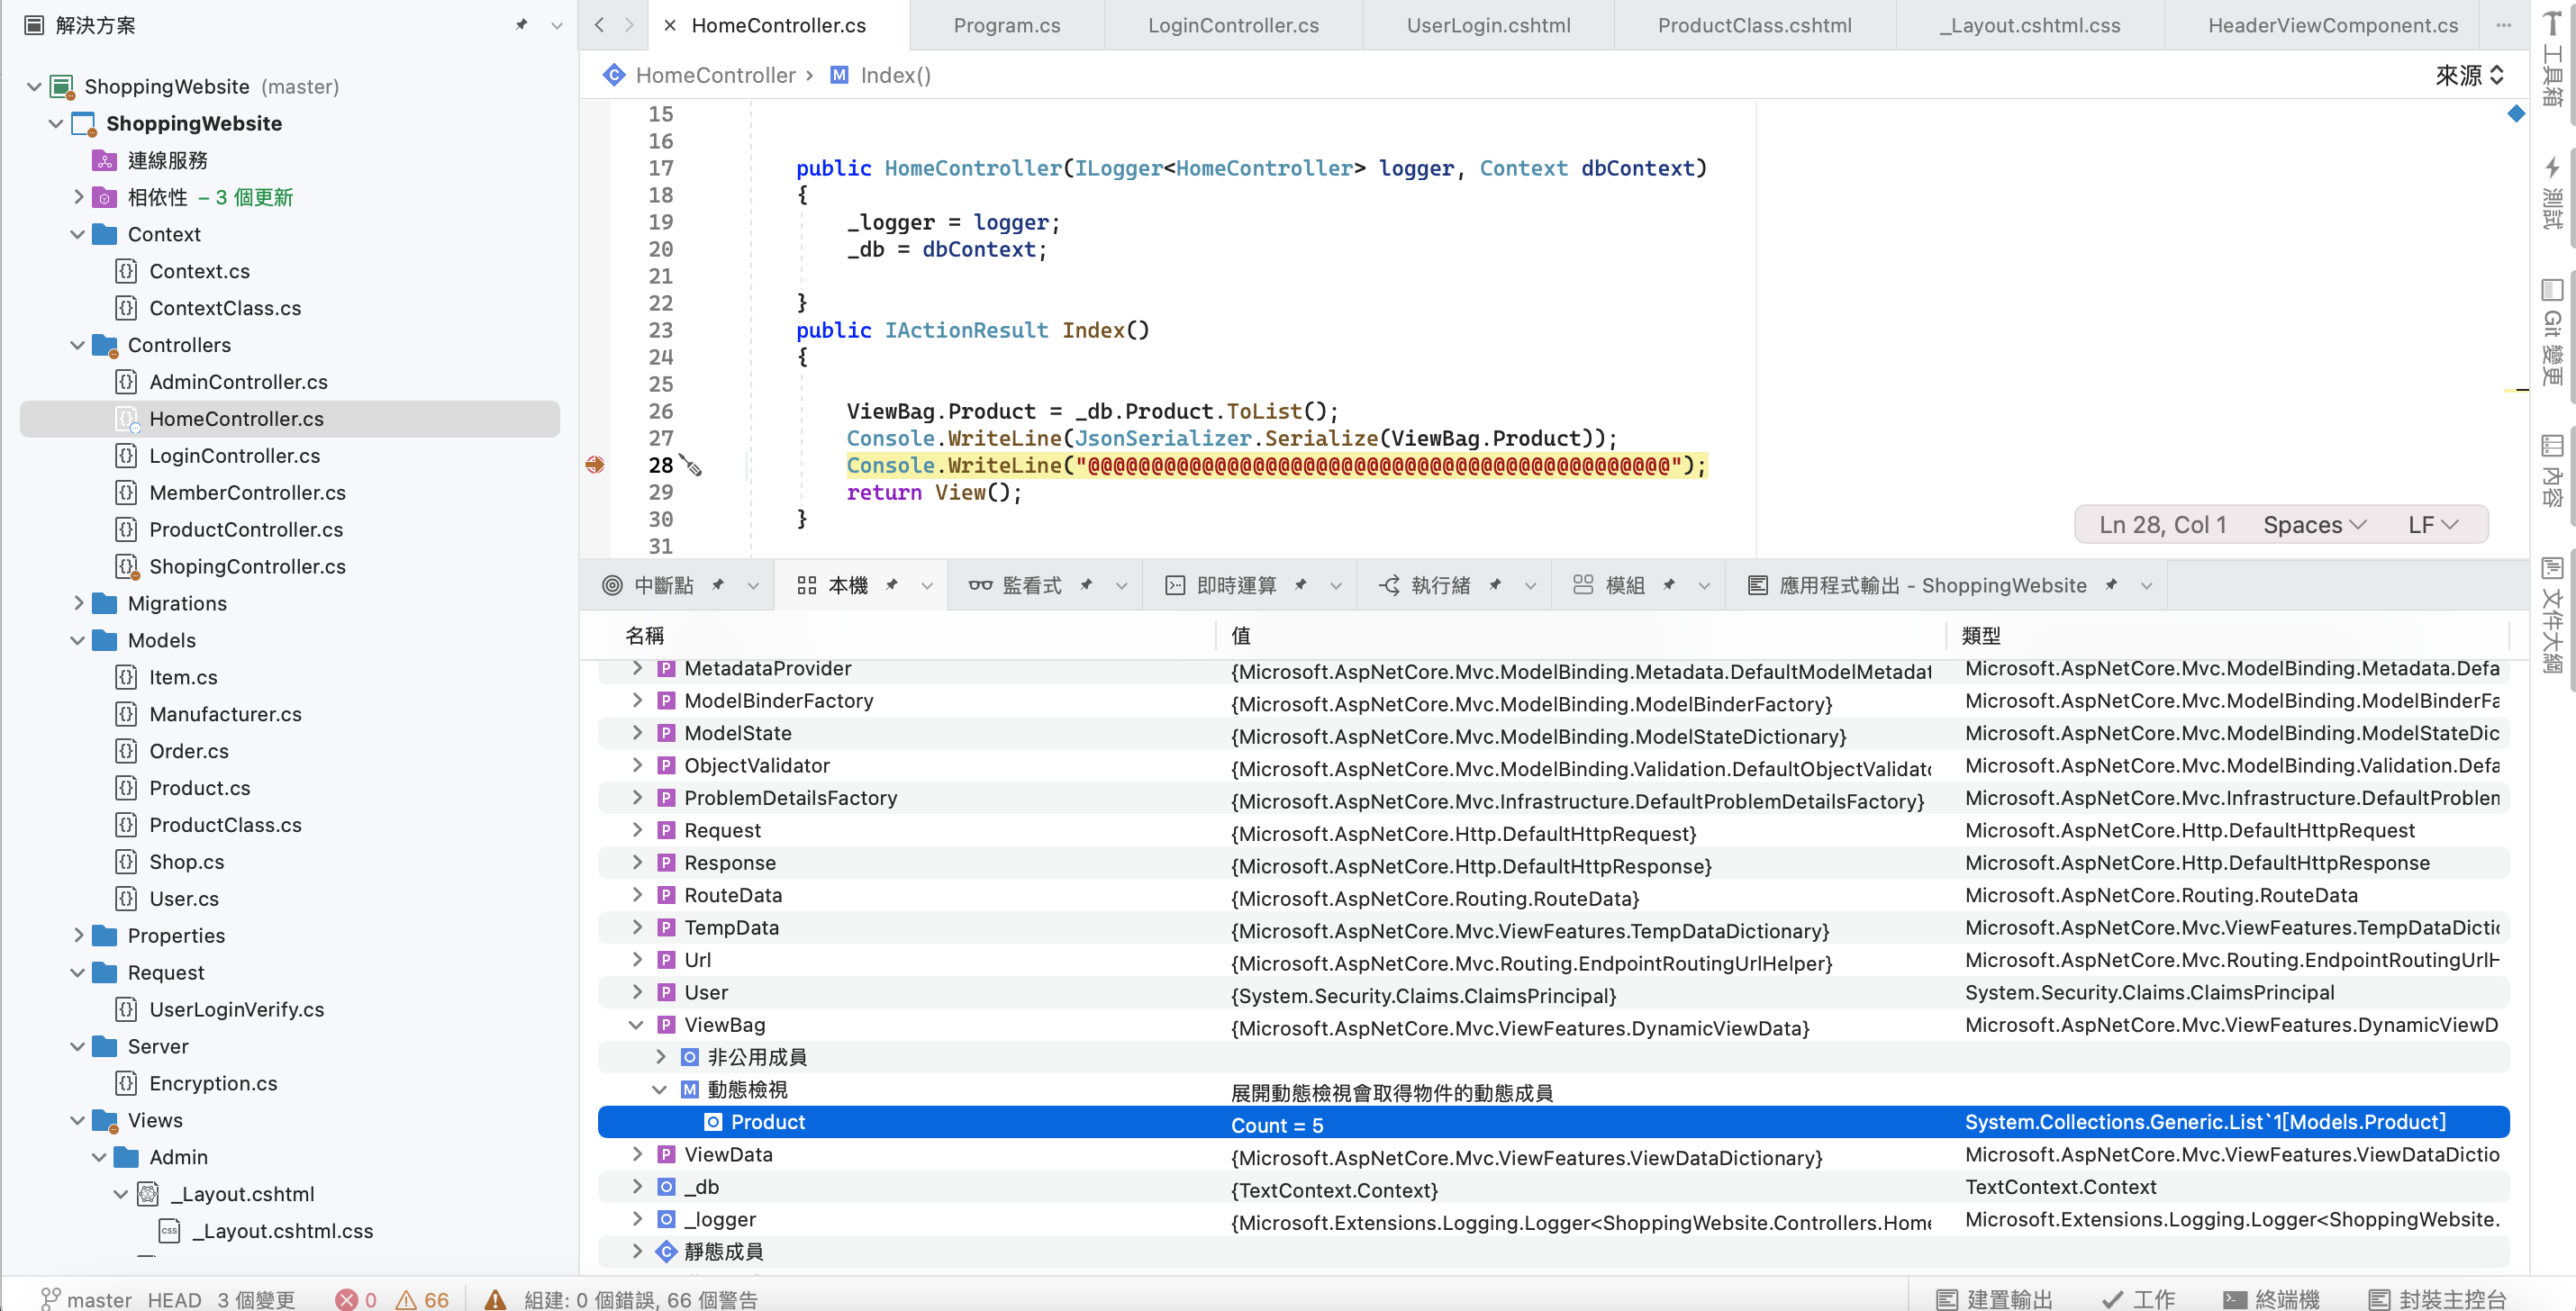 解決方案
ShoppingWebsite (master)
ShoppingWebsite
連線服務
相依性 – 3 個更新
Context
Context.cs
ContextClass.cs
Controllers
AdminController.cs
HomeController.cs
LoginController.cs
MemberController.cs
ProductController.cs
ShopingController.cs
Migrations
Models
Item.cs
Manufacturer.cs
Order.cs
Product.cs
ProductClass.cs
Shop.cs
User.cs
Properties
Request
UserLoginVerify.cs
Server
Encryption.cs
Views
Admin
_Layout.cshtml
css _Layout.cshtml.css
HomeController.cs Program.cs LoginController.cs UserLogin.cshtml ProductClass.cshtml _Layout.cshtml.css HeaderViewComponent.cs ...
C HomeController › M Index() 來源
15
16
17 public HomeController(ILogger<HomeController> logger, Context dbContext)
18 {
19 _logger = logger;
20 _db = dbContext;
21
22 }
23 public IActionResult Index()
24 {
25
26 ViewBag.Product = _db.Product.ToList();
27 Console.WriteLine(JsonSerializer.Serialize(ViewBag.Product));
28 Console.WriteLine("@@@@@@@@@@@@@@@@@@@@@@@@@@@@@@@@@@@@@@@@@@@@@@");
29 return View();
30 }
31
Ln 28, Col 1 Spaces LF
中斷點 本機 監看式 即時運算 執行緒 模組 應用程式輸出 - ShoppingWebsite
名稱 值 類型
P MetadataProvider {Microsoft.AspNetCore.Mvc.ModelBinding.Metadata.DefaultModelMetadat Microsoft.AspNetCore.Mvc.ModelBinding.Metadata.Defa
P ModelBinderFactory {Microsoft.AspNetCore.Mvc.ModelBinding.ModelBinderFactory} Microsoft.AspNetCore.Mvc.ModelBinding.ModelBinderFa
P ModelState {Microsoft.AspNetCore.Mvc.ModelBinding.ModelStateDictionary} Microsoft.AspNetCore.Mvc.ModelBinding.ModelStateDic
P ObjectValidator {Microsoft.AspNetCore.Mvc.ModelBinding.Validation.DefaultObjectValidato Microsoft.AspNetCore.Mvc.ModelBinding.Validation.Defa
P ProblemDetailsFactory {Microsoft.AspNetCore.Mvc.Infrastructure.DefaultProblemDetailsFactory} Microsoft.AspNetCore.Mvc.Infrastructure.DefaultProblem
P Request {Microsoft.AspNetCore.Http.DefaultHttpRequest} Microsoft.AspNetCore.Http.DefaultHttpRequest
P Response {Microsoft.AspNetCore.Http.DefaultHttpResponse} Microsoft.AspNetCore.Http.DefaultHttpResponse
P RouteData {Microsoft.AspNetCore.Routing.RouteData} Microsoft.AspNetCore.Routing.RouteData
P TempData {Microsoft.AspNetCore.Mvc.ViewFeatures.TempDataDictionary} Microsoft.AspNetCore.Mvc.ViewFeatures.TempDataDictic
P Url {Microsoft.AspNetCore.Mvc.Routing.EndpointRoutingUrlHelper} Microsoft.AspNetCore.Mvc.Routing.EndpointRoutingUrlH
P User {System.Security.Claims.ClaimsPrincipal} System.Security.Claims.ClaimsPrincipal
P ViewBag {Microsoft.AspNetCore.Mvc.ViewFeatures.DynamicViewData} Microsoft.AspNetCore.Mvc.ViewFeatures.DynamicViewD
O 非公用成員
M 動態檢視 展開動態檢視會取得物件的動態成員
O Product Count = 5 System.Collections.Generic.List`1[Models.Product]
P ViewData {Microsoft.AspNetCore.Mvc.ViewFeatures.ViewDataDictionary} Microsoft.AspNetCore.Mvc.ViewFeatures.ViewDataDictio
O _db {TextContext.Context} TextContext.Context
O _logger {Microsoft.Extensions.Logging.Logger<ShoppingWebsite.Controllers.Home Microsoft.Extensions.Logging.Logger<ShoppingWebsite.
C 靜態成員
工具箱
測試
Git 變更
內容
文件大綱
master HEAD 3 個變更 0 66 組建: 0 個錯誤, 66 個警告 建置輸出 工作 終端機 封裝主控台